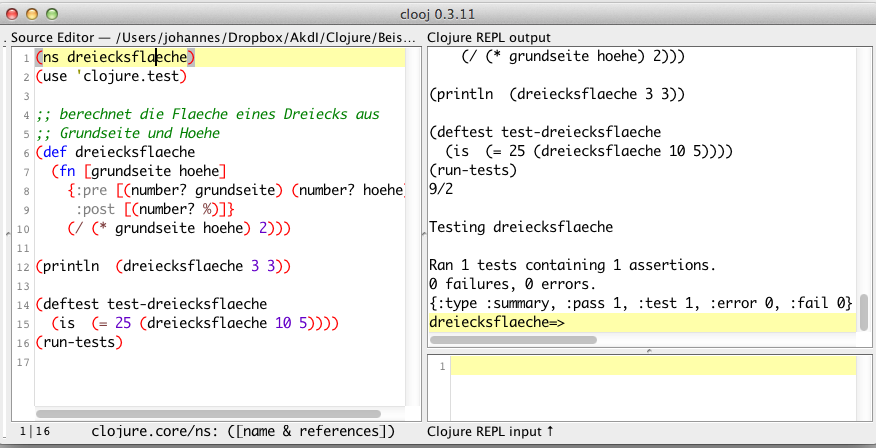 clooj 0.3.11
. Source Editor — /Users/johannes/Dropbox/AkdI/Clojure/Beis...
1 (ns dreiecksflaeche)
2 (use 'clojure.test)
3
4 ;; berechnet die Flaeche eines Dreiecks aus
5 ;; Grundseite und Hoehe
6 (def dreiecksflaeche
7   (fn [grundseite hoehe]
8     {:pre [(number? grundseite) (number? hoehe)
9      :post [(number? %)]}
10     (/ (* grundseite hoehe) 2)))
11
12 (println  (dreiecksflaeche 3 3))
13
14 (deftest test-dreiecksflaeche
15   (is  (= 25 (dreiecksflaeche 10 5))))
16 (run-tests)
17
1|16 clojure.core/ns: ([name & references])
Clojure REPL output
    (/ (* grundseite hoehe) 2)))
(println  (dreiecksflaeche 3 3))
(deftest test-dreiecksflaeche
  (is  (= 25 (dreiecksflaeche 10 5))))
(run-tests)
9/2
Testing dreiecksflaeche
Ran 1 tests containing 1 assertions.
0 failures, 0 errors.
{:type :summary, :pass 1, :test 1, :error 0, :fail 0}
dreiecksflaeche=>
1
Clojure REPL input ↑